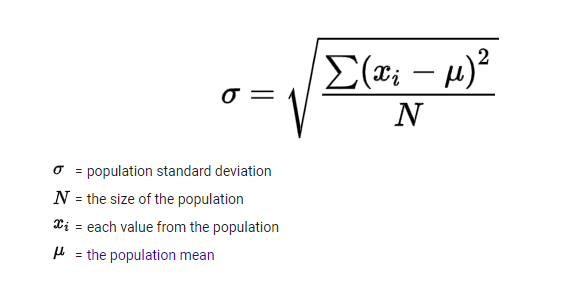 σ = √(∑(xᵢ − μ)² / N)
σ = population standard deviation
N = the size of the population
xᵢ = each value from the population
μ = the population mean